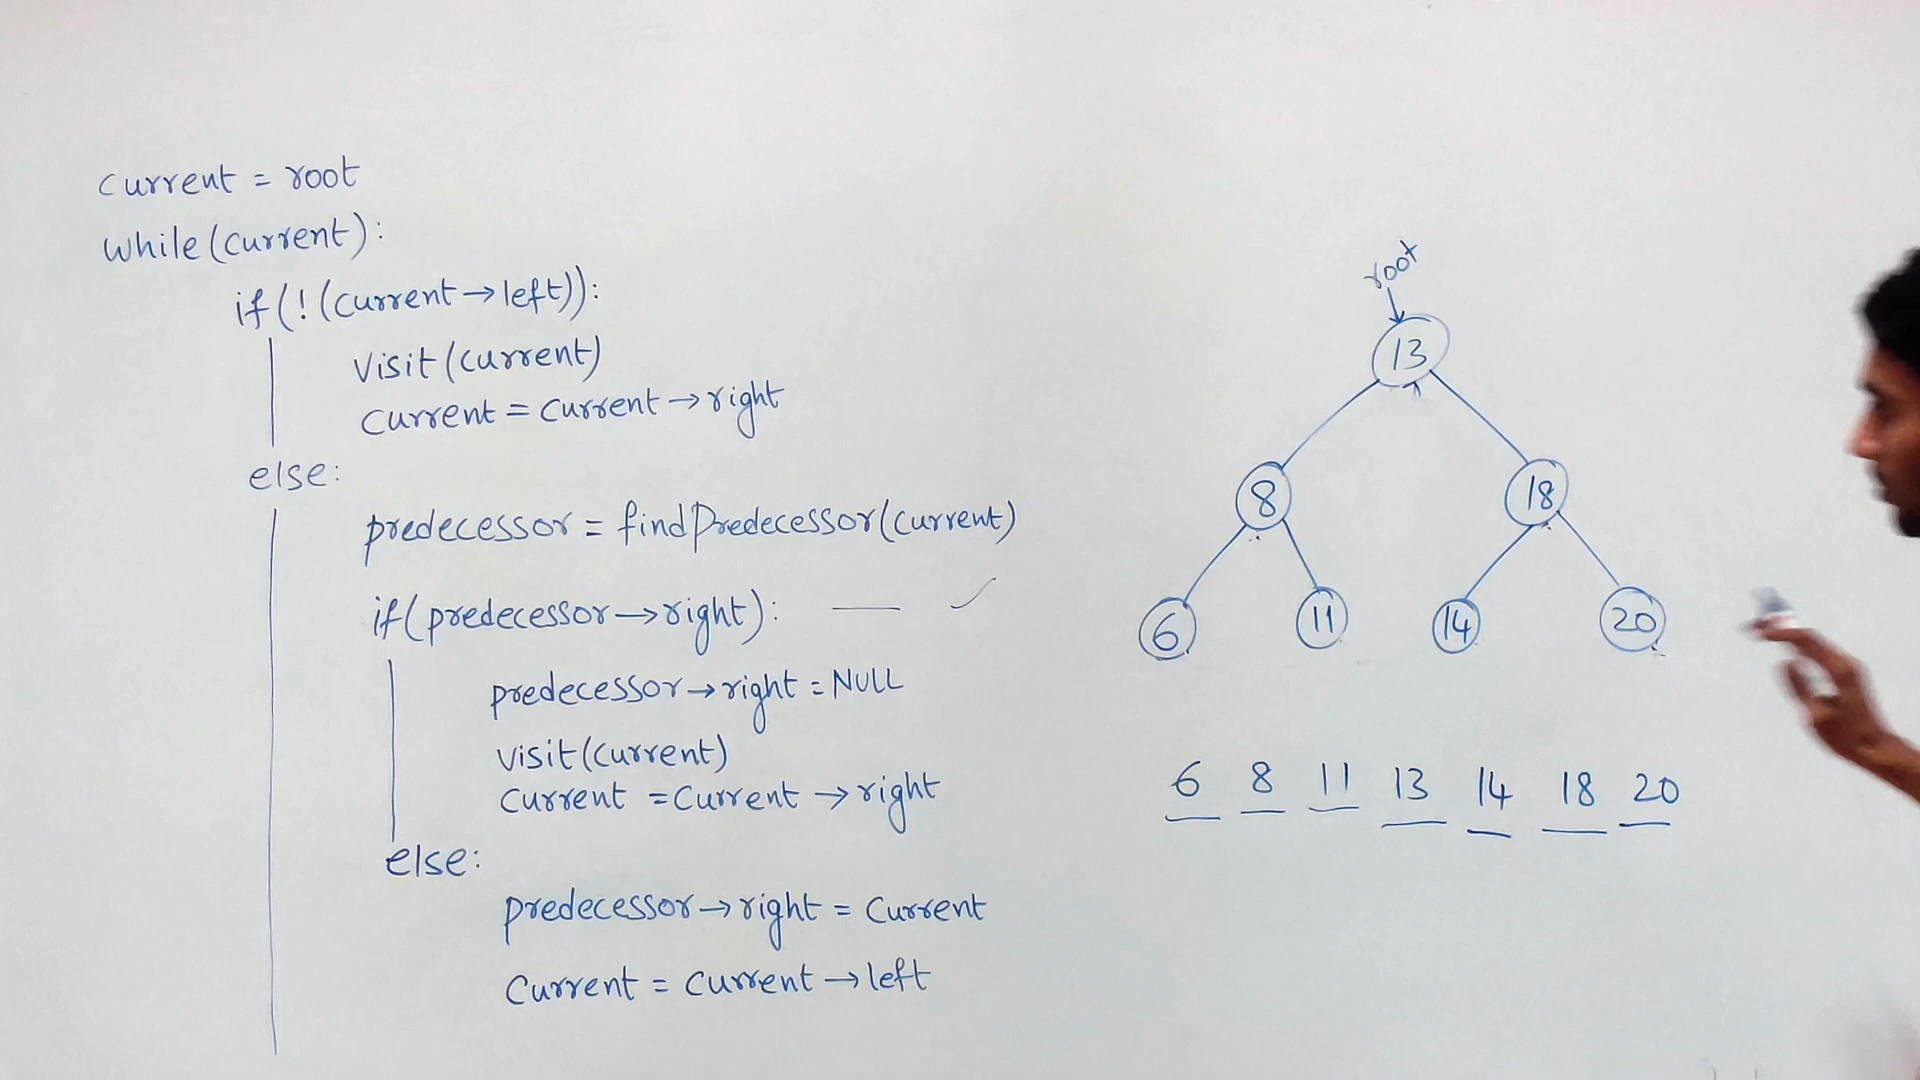 current = root
while(current):
if(!(current→left)):
visit(current)
current = current→right
else:
predecessor = findPredecessor(current)
if(predecessor→right):
predecessor→right = NULL
visit(current)
current = current→right
else:
predecessor→right = current
current = current→left
root
13
8 18
6 11 14 20
6 8 11 13 14 18 20